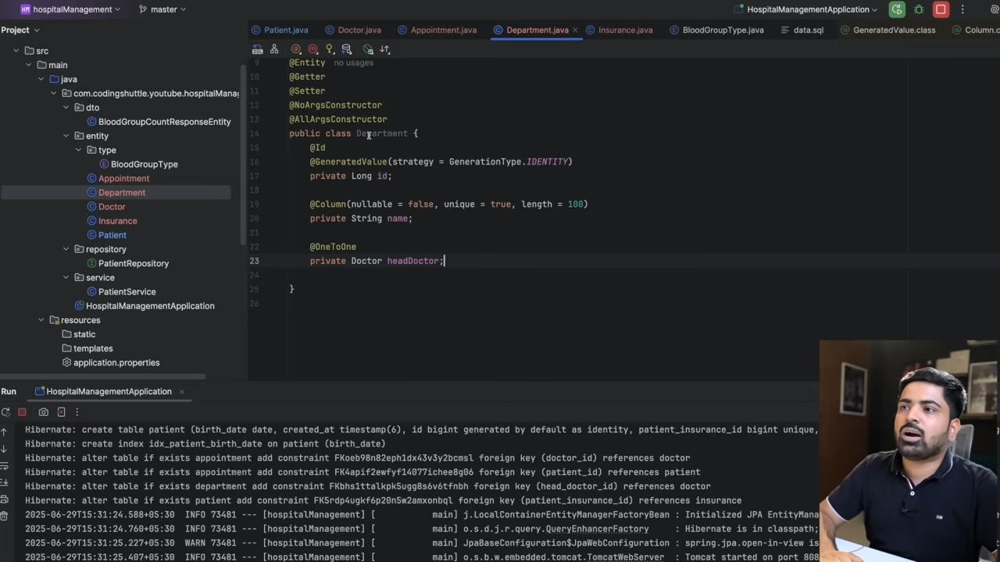 HM hospitalManagement master HospitalManagementApplication
Project Patient.java Doctor.java Appointment.java Department.java Insurance.java BloodGroupType.java data.sql GeneratedValue.class Column.c
src
main
java
com.codingshuttle.youtube.hospitalManag
dto
BloodGroupCountResponseEntity
entity
type
BloodGroupType
Appointment
Department
Doctor
Insurance
Patient
repository
PatientRepository
service
PatientService
HospitalManagementApplication
resources
static
templates
application.properties
DDL
9 @Entity no usages
10 @Getter
11 @Setter
12 @NoArgsConstructor
13 @AllArgsConstructor
14 public class Department {
15 @Id
16 @GeneratedValue(strategy = GenerationType.IDENTITY)
17 private Long id;
18
19 @Column(nullable = false, unique = true, length = 100)
20 private String name;
21
22 @OneToOne
23 private Doctor headDoctor;
24
25 }
26
Run HospitalManagementApplication
Hibernate: create table patient (birth_date date, created_at timestamp(6), id bigint generated by default as identity, patient_insurance_id bigint unique,
Hibernate: create index idx_patient_birth_date on patient (birth_date)
Hibernate: alter table if exists appointment add constraint FKoeb98n82eph1dx43v3y2bcmsl foreign key (doctor_id) references doctor
Hibernate: alter table if exists appointment add constraint FK4apif2ewfyf14077ichee8g06 foreign key (patient_id) references patient
Hibernate: alter table if exists department add constraint FKbhs1ttalkpk5ugg8s6v6tfnbh foreign key (head_doctor_id) references doctor
Hibernate: alter table if exists patient add constraint FK5rdp4ugkf6p20n5w2amxonbql foreign key (patient_insurance_id) references insurance
2025-06-29T15:31:24.588+05:30 INFO 73481 --- [hospitalManagement] [ main] j.LocalContainerEntityManagerFactoryBean : Initialized JPA EntityMana
2025-06-29T15:31:24.760+05:30 INFO 73481 --- [hospitalManagement] [ main] o.s.d.j.r.query.QueryEnhancerFactory : Hibernate is in classpath;
2025-06-29T15:31:25.227+05:30 WARN 73481 --- [hospitalManagement] [ main] JpaBaseConfiguration$JpaWebConfiguration : spring.jpa.open-in-view is
2025-06-29T15:31:25.407+05:30 INFO 73481 --- [hospitalManagement] [ main] o.s.b.w.embedded.tomcat.TomcatWebServer : Tomcat started on port 808